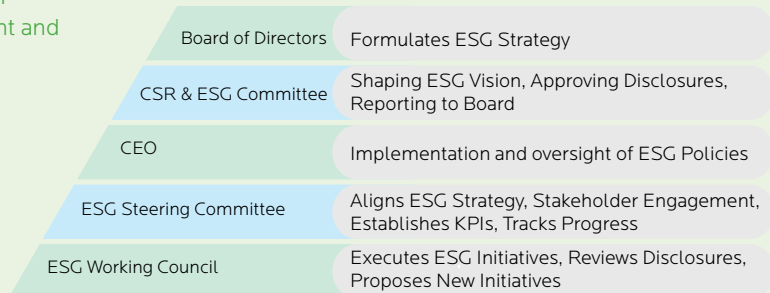 nt and
Board of Directors
Formulates ESG Strategy
CSR & ESG Committee
Shaping ESG Vision, Approving Disclosures,
Reporting to Board
CEO
Implementation and oversight of ESG Policies
ESG Steering Committee
Aligns ESG Strategy, Stakeholder Engagement,
Establishes KPIs, Tracks Progress
ESG Working Council
Executes ESG Initiatives, Reviews Disclosures,
Proposes New Initiatives